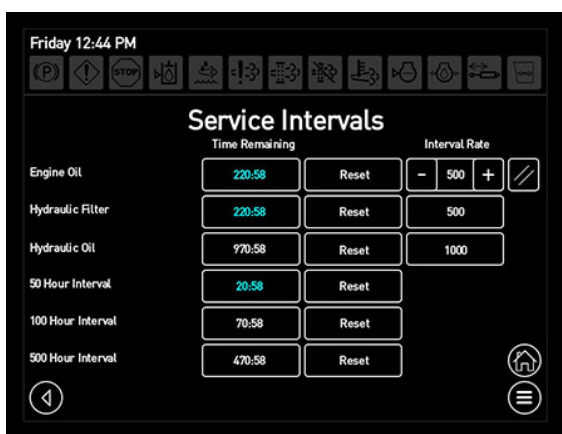 Friday 12:44 PM
(P) STOP
Service Intervals
Time Remaining Interval Rate
Engine Oil 220:58 Reset - 500 +
Hydraulic Filter 220:58 Reset 500
Hydraulic Oil 970:58 Reset 1000
50 Hour Interval 20:58 Reset
100 Hour Interval 70:58 Reset
500 Hour Interval 470:58 Reset